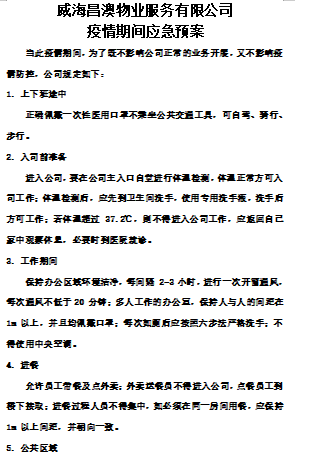 威海昌澳物业服务有限公司
疫情期间应急预案
当此疫情期间，为了既不影响公司正常的业务开展，又不影响疫
情防控，公司规定如下：
1. 上下班途中
正确佩戴一次性医用口罩不乘坐公共交通工具，可自驾、骑行、
步行。
2. 入司前准备
进入公司，要在公司主入口自觉进行体温检测，体温正常方可入
司工作；体温检测后，应先到卫生间洗手，使用专用洗手液，洗手后
方可工作；若体温超过 37.2℃，则不得进入公司工作，应返回自己
家中观察休息，必要时到医院就诊。
3. 工作期间
保持办公区域环境洁净，每间隔 2-3 小时，进行一次开窗通风，
每次通风不低于 20 分钟；多人工作的办公室，保持人与人的间距在
1m 以上，并且均佩戴口罩；每次如厕后应按照六步法严格洗手；不
得使用中央空调。
4. 进餐
允许员工带餐及点外卖；外卖送餐员不得进入公司，点餐员工到
楼下接取；进餐过程人员不得集中，如必须在同一房间用餐，应保持
1m 以上间距，并朝向一致。
5. 公共区域